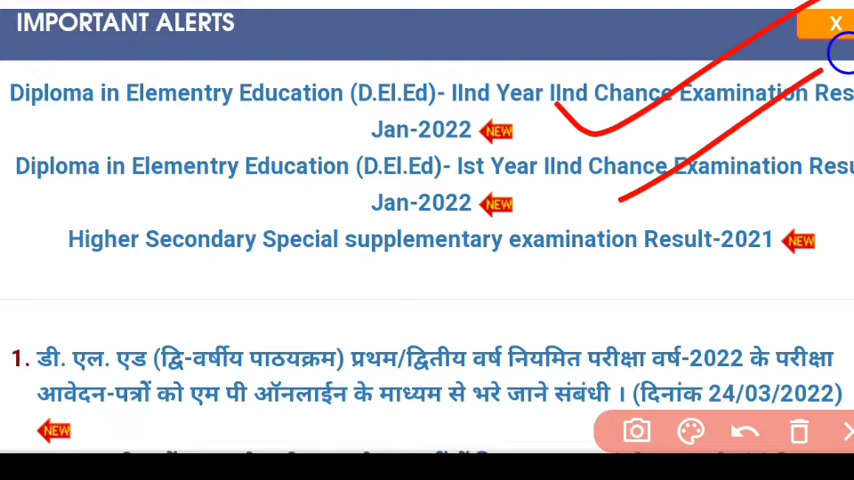 IMPORTANT ALERTS
X
Diploma in Elementry Education (D.El.Ed)- IInd Year IInd Chance Examination Res
Jan-2022 NEW
Diploma in Elementry Education (D.El.Ed)- Ist Year IInd Chance Examination Resu
Jan-2022 NEW
Higher Secondary Special supplementary examination Result-2021 NEW
1. डी. एल. एड (द्वि-वर्षीय पाठयक्रम) प्रथम/द्वितीय वर्ष नियमित परीक्षा वर्ष-2022 के परीक्षा
आवेदन-पत्रों को एम पी ऑनलाईन के माध्यम से भरे जाने संबंधी । (दिनांक 24/03/2022)
NEW